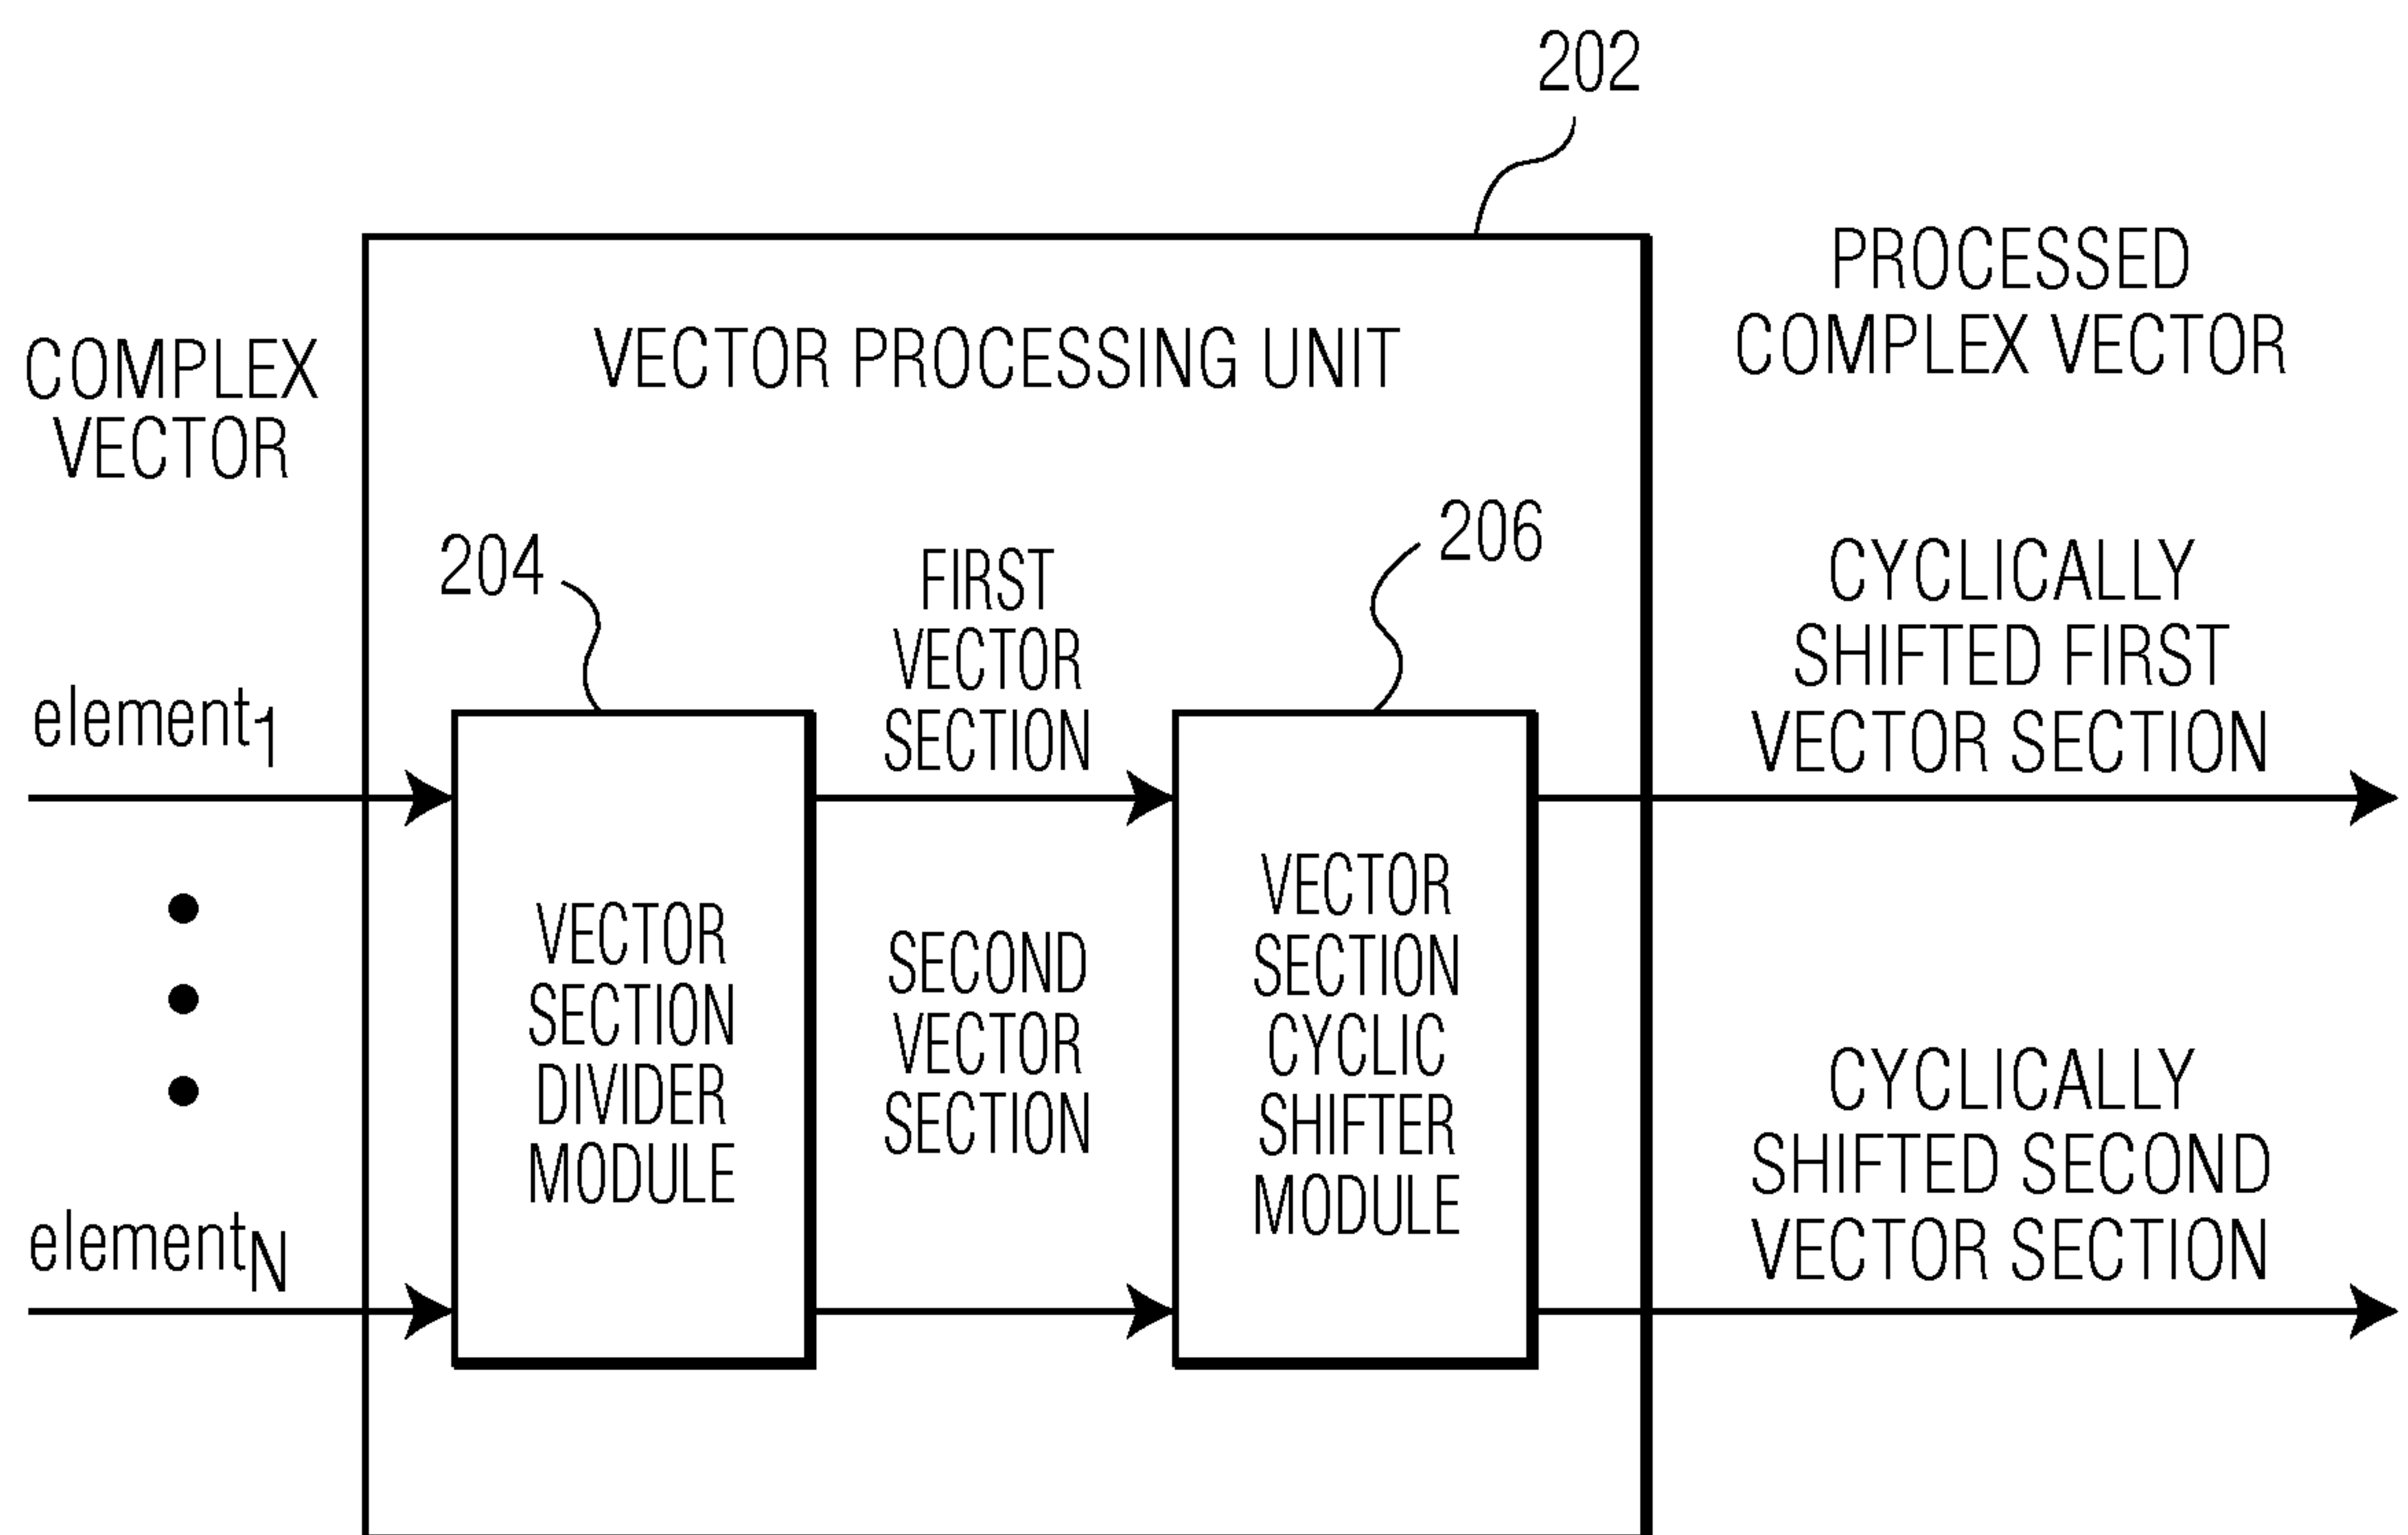 202
PROCESSED
COMPLEX VECTOR
VECTOR PROCESSING UNIT
COMPLEX
VECTOR
204
FIRST
VECTOR
SECTION
206
CYCLICALLY
SHIFTED FIRST
VECTOR SECTION
element1
VECTOR
SECTION
DIVIDER
MODULE
SECOND
VECTOR
SECTION
VECTOR
SECTION
CYCLIC
SHIFTER
MODULE
CYCLICALLY
SHIFTED SECOND
VECTOR SECTION
elementN